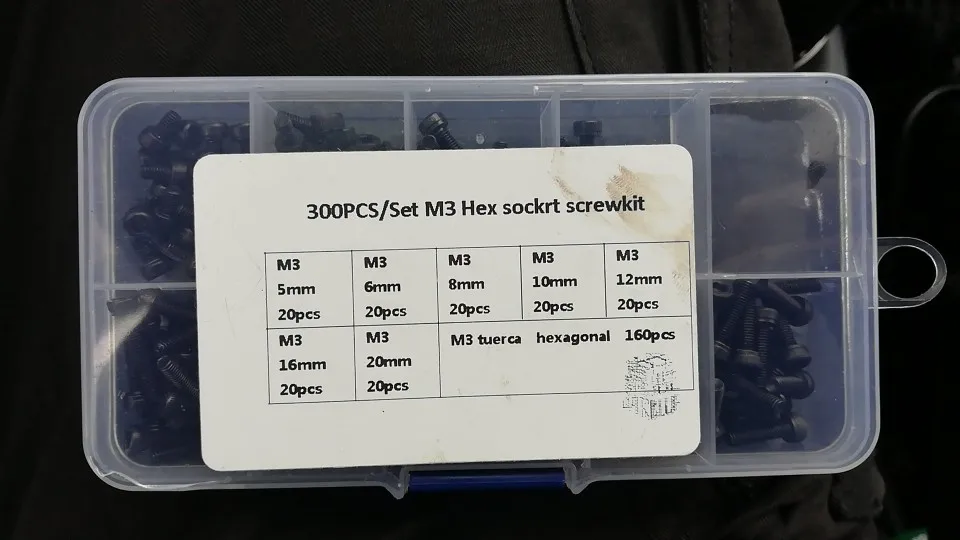 300PCS/Set M3 Hex sockrt screwkit
M3 M3 M3 M3 M3
5mm 6mm 8mm 10mm 12mm
20pcs 20pcs 20pcs 20pcs 20pcs
M3 M3 M3 tuerca hexagonal 160pcs
16mm 20mm
20pcs 20pcs